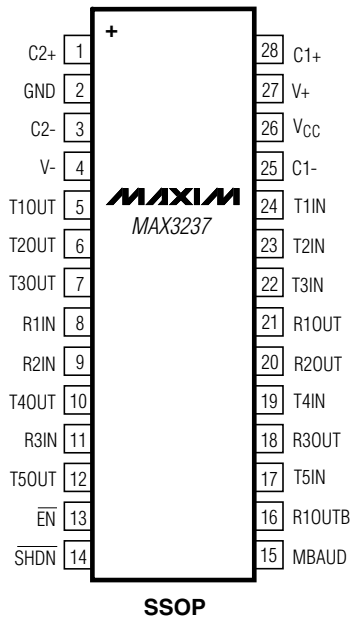 +
C2+ 1 28 C1+
GND 2 27 V+
C2- 3 26 VCC
V- 4 25 C1-
MAXIM
T1OUT 5 24 T1IN
MAX3237
T2OUT 6 23 T2IN
T3OUT 7 22 T3IN
R1IN 8 21 R1OUT
R2IN 9 20 R2OUT
T4OUT 10 19 T4IN
R3IN 11 18 R3OUT
T5OUT 12 17 T5IN
E̅N̅ 13 16 R1OUTB
S̅H̅D̅N̅ 14 15 MBAUD
SSOP